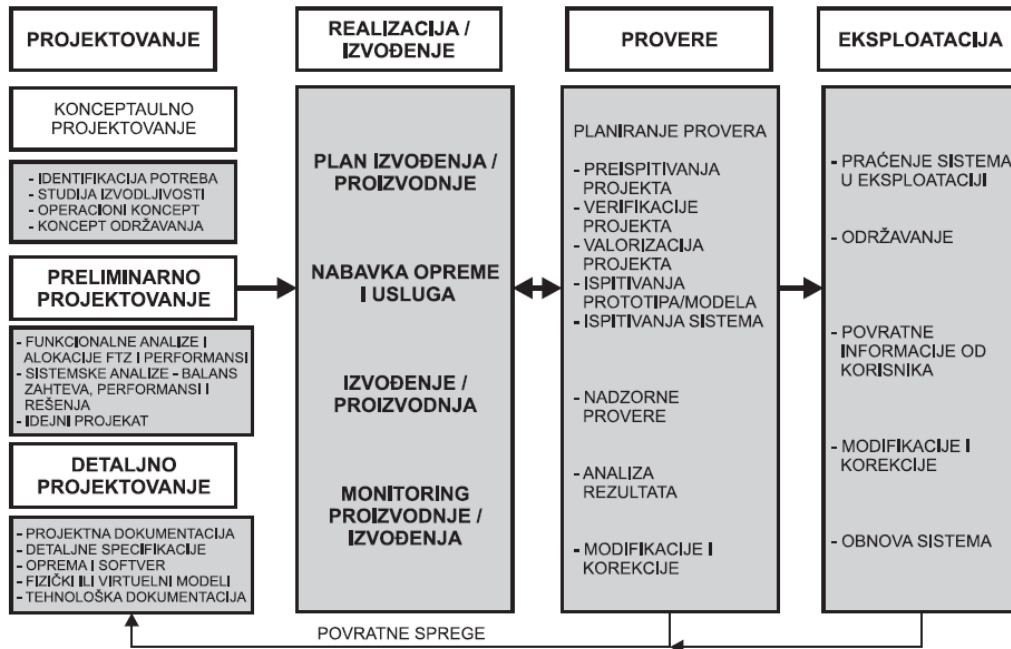 PROJEKTOVANJE
KONCEPTAULNO
PROJEKTOVANJE
- IDENTIFIKACIJA POTREBA
- STUDIJA IZVODLJIVOSTI
- OPERACIONI KONCEPT
- KONCEPT ODRŽAVANJA
PRELIMINARNO
PROJEKTOVANJE
- FUNKCIONALNE ANALIZE I
ALOKACIJE FTZ I PERFORMANSI
- SISTEMSKE ANALIZE - BALANS
ZAHTEVA, PERFORMANSI I
REŠENJA
- IDEJNI PROJEKAT
DETALJNO
PROJEKTOVANJE
- PROJEKTNA DOKUMENTACIJA
- DETALJNE SPECIFIKACIJE
- OPREMA I SOFTVER
- FIZIČKI ILI VIRTUELNI MODELI
- TEHNOLOŠKA DOKUMENTACIJA
REALIZACIJA /
IZVOĐENJE
PLAN IZVOĐENJA /
PROIZVODNJE
NABAVKA OPREME
I USLUGA
IZVOĐENJE /
PROIZVODNJA
MONITORING
PROIZVODNJE /
IZVOĐENJA
PROVERE
PLANIRANJE PROVERA
- PREISPITIVANJA
PROJEKTA
- VERIFIKACIJE
PROJEKTA
- VALORIZACIJA
PROJEKTA
- ISPITIVANJA
PROTOTIPA/MODELA
- ISPITIVANJA SISTEMA
- NADZORNE
PROVERE
- ANALIZA
REZULTATA
- MODIFIKACIJE I
KOREKCIJE
EKSPLOATACIJA
- PRAĆENJE SISTEMA
U EKSPLOATACIJI
- ODRŽAVANJE
- POVRATNE
INFORMACIJE OD
KORISNIKA
- MODIFIKACIJE I
KOREKCIJE
- OBNOVA SISTEMA
POVRATNE SPREGE